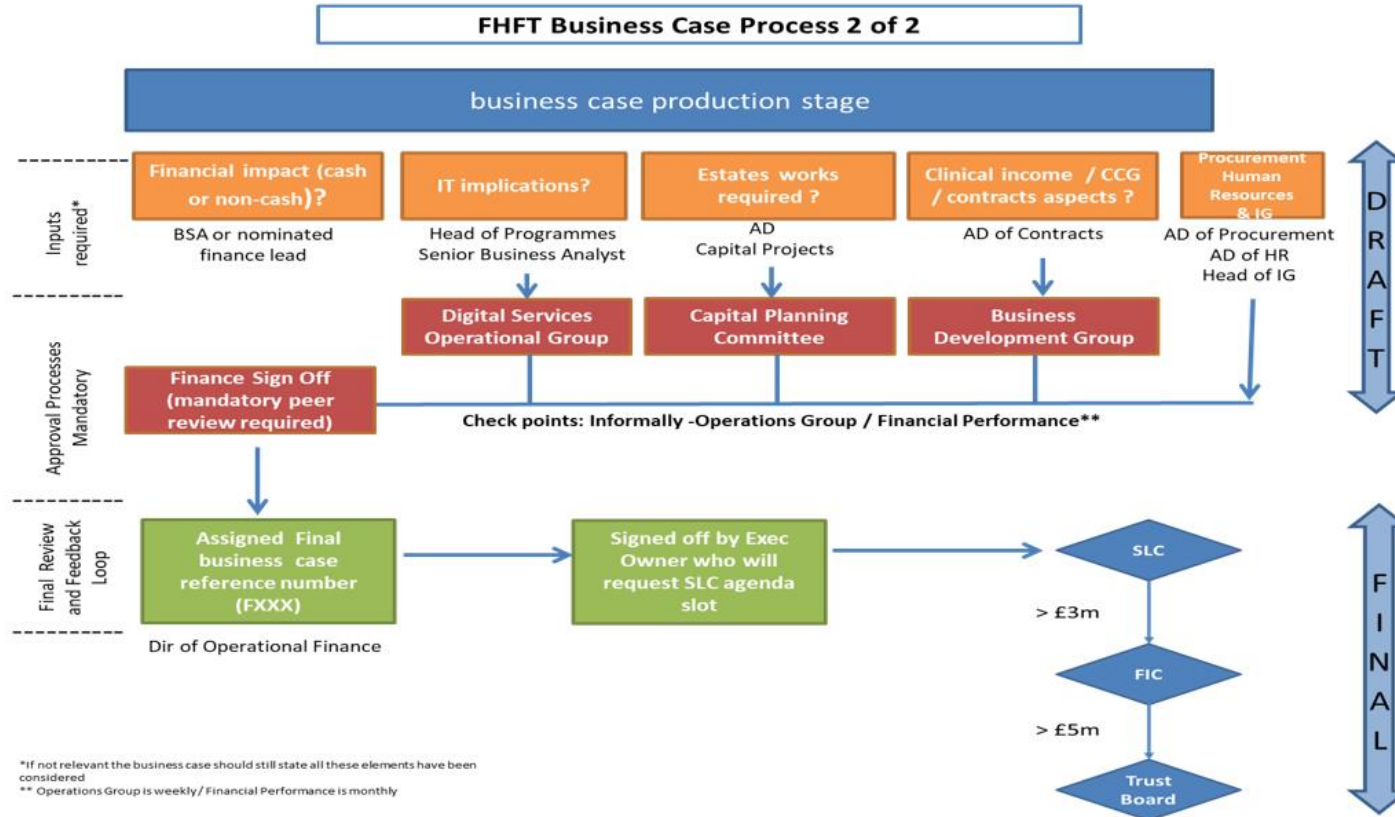 FHFT Business Case Process 2 of 2
business case production stage
Inputs
required*
Financial impact (cash
or non-cash)?
BSA or nominated
finance lead
IT implications?
Head of Programmes
Senior Business Analyst
Estates works
required ?
AD
Capital Projects
Clinical income / CCG
/ contracts aspects ?
AD of Contracts
Procurement
Human
Resources
& IG
AD of Procurement
AD of HR
Head of IG
DRAFT
Approval Processes
Mandatory
Digital Services
Operational Group
Capital Planning
Committee
Business
Development Group
Finance Sign Off
(mandatory peer
review required)
Check points: Informally -Operations Group / Financial Performance**
Final Review
and Feedback
Loop
Assigned Final
business case
reference number
(FXXX)
Dir of Operational Finance
Signed off by Exec
Owner who will
request SLC agenda
slot
SLC
> £3m
FIC
> £5m
Trust
Board
FINAL
*If not relevant the business case should still state all these elements have been
considered
** Operations Group is weekly/ Financial Performance is monthly